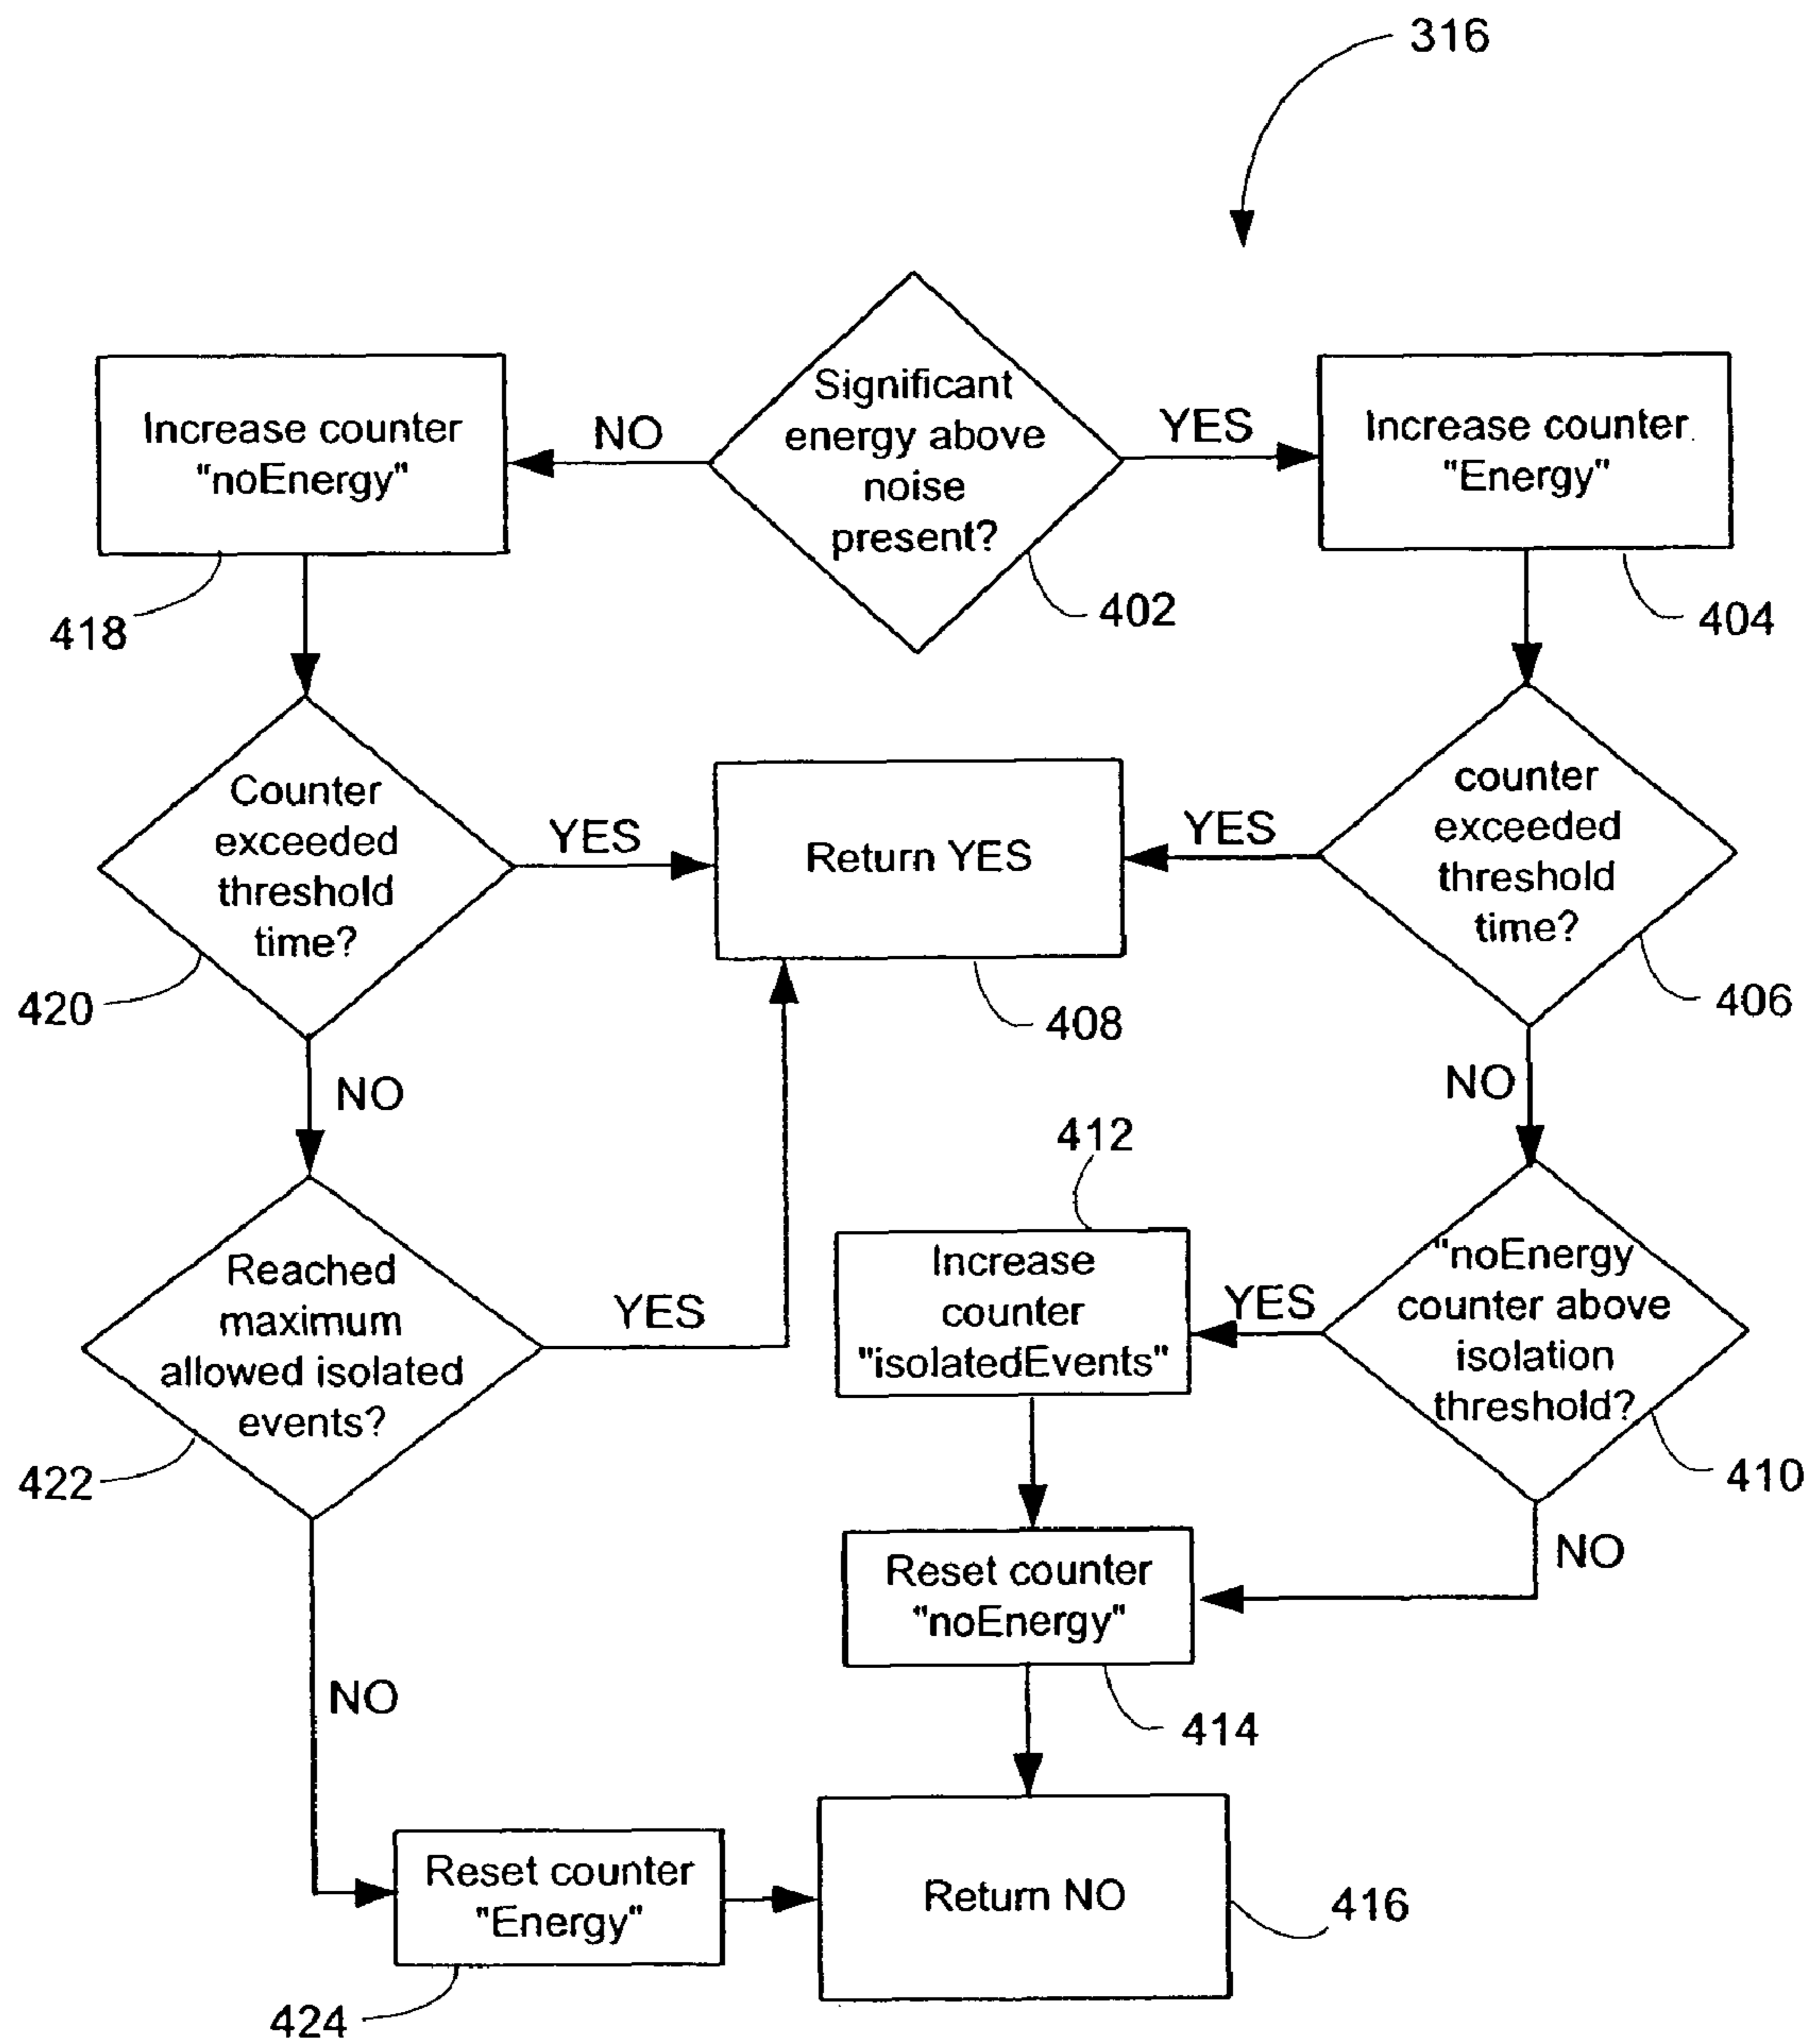 316
Significant
energy above
noise
present?
402
NO
YES
Increase counter
"noEnergy"
418
Increase counter
"Energy"
404
Counter
exceeded
threshold
time?
420
YES
Return YES
408
YES
counter
exceeded
threshold
time?
406
NO
NO
Reached
maximum
allowed isolated
events?
422
YES
412
Increase
counter
"isolatedEvents"
YES
"noEnergy
counter above
isolation
threshold?
410
NO
Reset counter
"noEnergy"
414
NO
Reset counter
"Energy"
424
Return NO
416